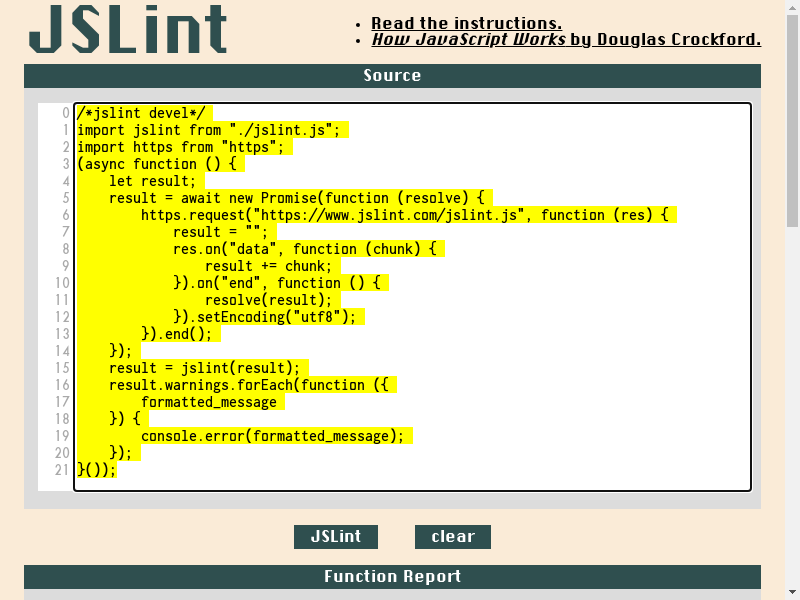 JSLint
Read the instructions.
How JavaScript Works by Douglas Crockford.
Source
0 /*jslint devel*/
1 import jslint from "./jslint.js";
2 import https from "https";
3 (async function () {
4     let result;
5     result = await new Promise(function (resolve) {
6         https.request("https://www.jslint.com/jslint.js", function (res) {
7             result = "";
8             res.on("data", function (chunk) {
9                 result += chunk;
10             }).on("end", function () {
11                 resolve(result);
12             }).setEncoding("utf8");
13         }).end();
14     });
15     result = jslint(result);
16     result.warnings.forEach(function ({
17         formatted_message
18     }) {
19         console.error(formatted_message);
20     });
21 }());
JSLint clear
Function Report